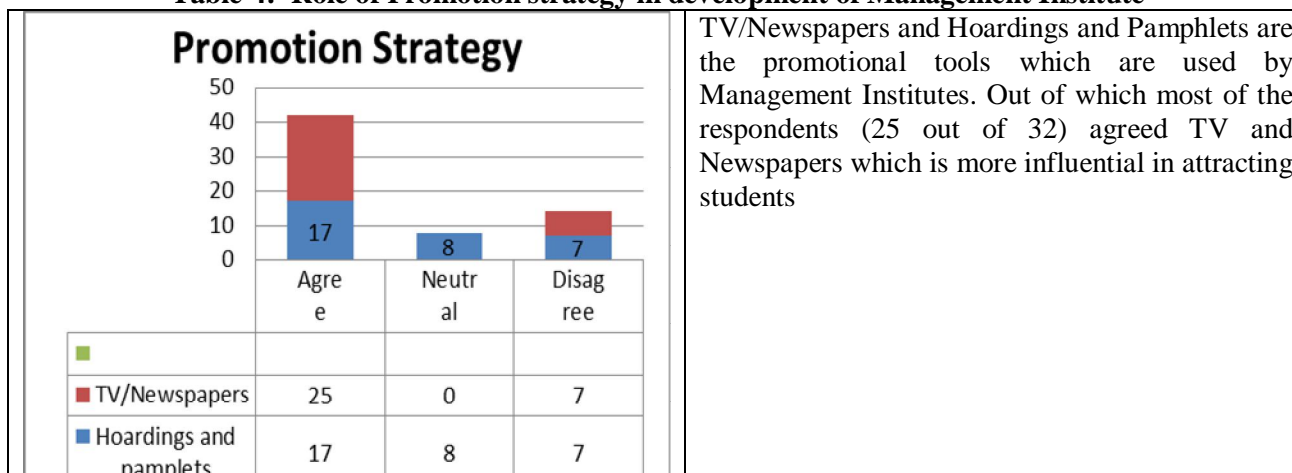 Table 4: Role of Promotion strategy in development of Management Institute
Promotion Strategy
50
40
30
20
10
0
17
8
7
Agre
e
Neutr
al
Disag
ree
TV/Newspapers 25 0 7
Hoardings and
pamplets 17 8 7
TV/Newspapers and Hoardings and Pamphlets are
the promotional tools which are used by
Management Institutes. Out of which most of the
respondents (25 out of 32) agreed TV and
Newspapers which is more influential in attracting
students